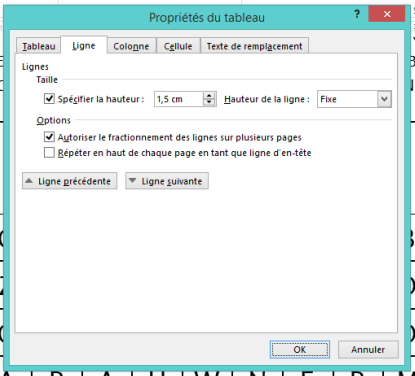 Propriétés du tableau
Tableau Ligne Colonne Cellule Texte de remplacement
Lignes
Taille
Spécifier la hauteur : 1,5 cm Hauteur de la ligne : Fixe
Options
Autoriser le fractionnement des lignes sur plusieurs pages
Répéter en haut de chaque page en tant que ligne d'en-tête
Ligne précédente Ligne suivante
OK Annuler